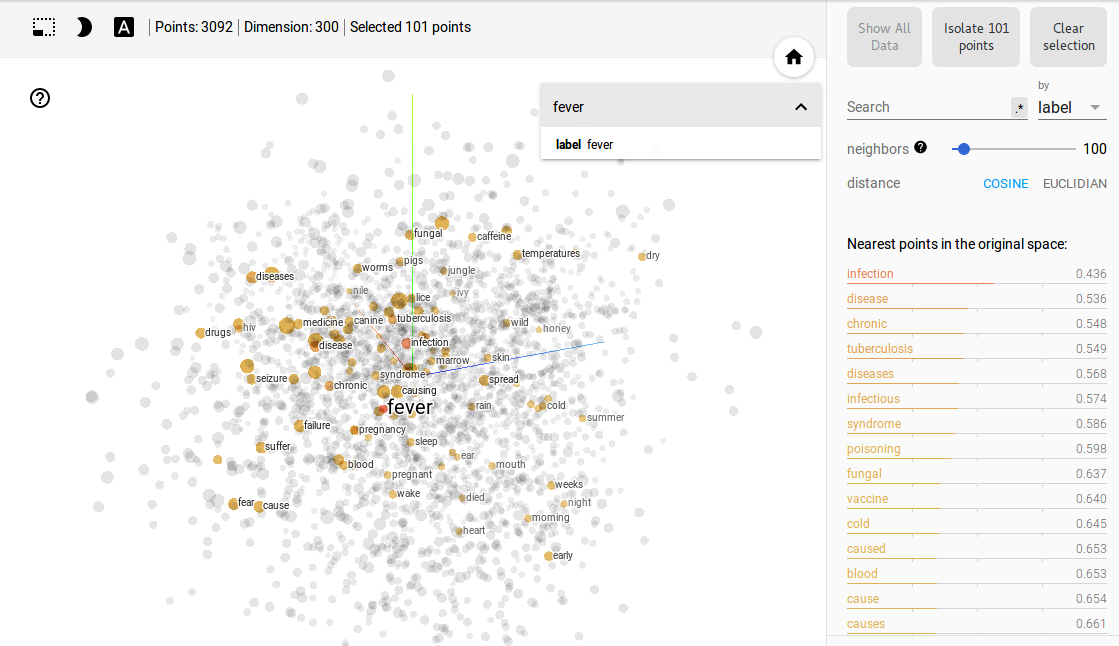 A Points: 3092 Dimension: 300 Selected 101 points
Show All Data
Isolate 101 points
Clear selection
fever
label fever
Search
.*
by
label
neighbors ? 100
distance COSINE EUCLIDIAN
Nearest points in the original space:
infection 0.436
disease 0.536
chronic 0.548
tuberculosis 0.549
diseases 0.568
infectious 0.574
syndrome 0.586
poisoning 0.598
fungal 0.637
vaccine 0.640
cold 0.645
caused 0.653
blood 0.653
cause 0.654
causes 0.661
?
fungal
caffeine
temperatures
dry
pigs
worms
jungle
diseases
nile
ivy
lice
drugs
hiv
medicine
canine
tuberculosis
wild
honey
disease
infection
marrow
skin
seizure
chronic
syndrome
spread
causing
fever
rain
cold
summer
failure
pregnancy
sleep
suffer
blood
ear
mouth
pregnant
wake
died
weeks
night
fear
cause
morning
heart
early